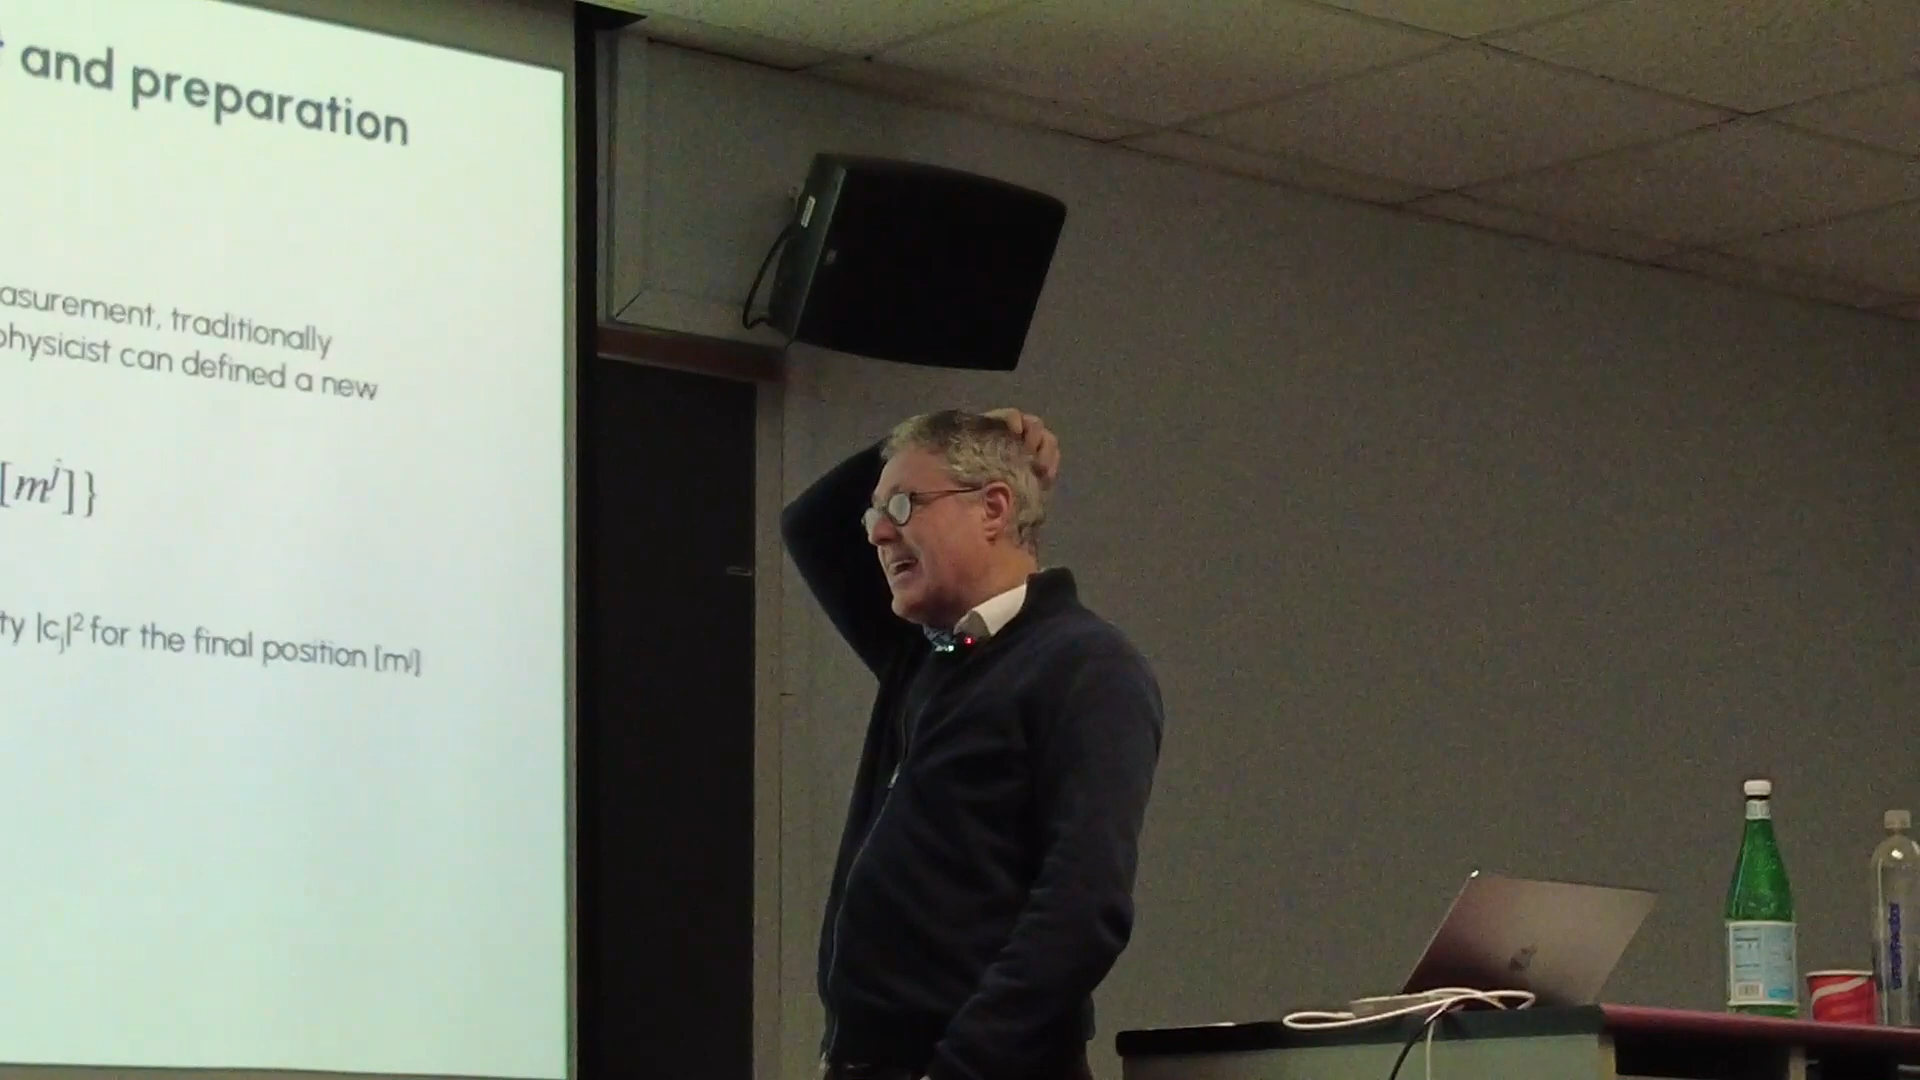 and preparation
asurement, traditionally
physicist can defined a new
[m^j]}
ty |c_j|² for the final position [m^j]